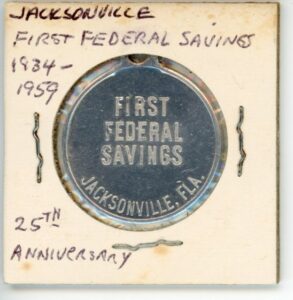 JACKSONVILLE
FIRST FEDERAL SAVINGS
1934-
1959
FIRST
FEDERAL
SAVINGS
JACKSONVILLE, FLA.
25TH
ANNIVERSARY